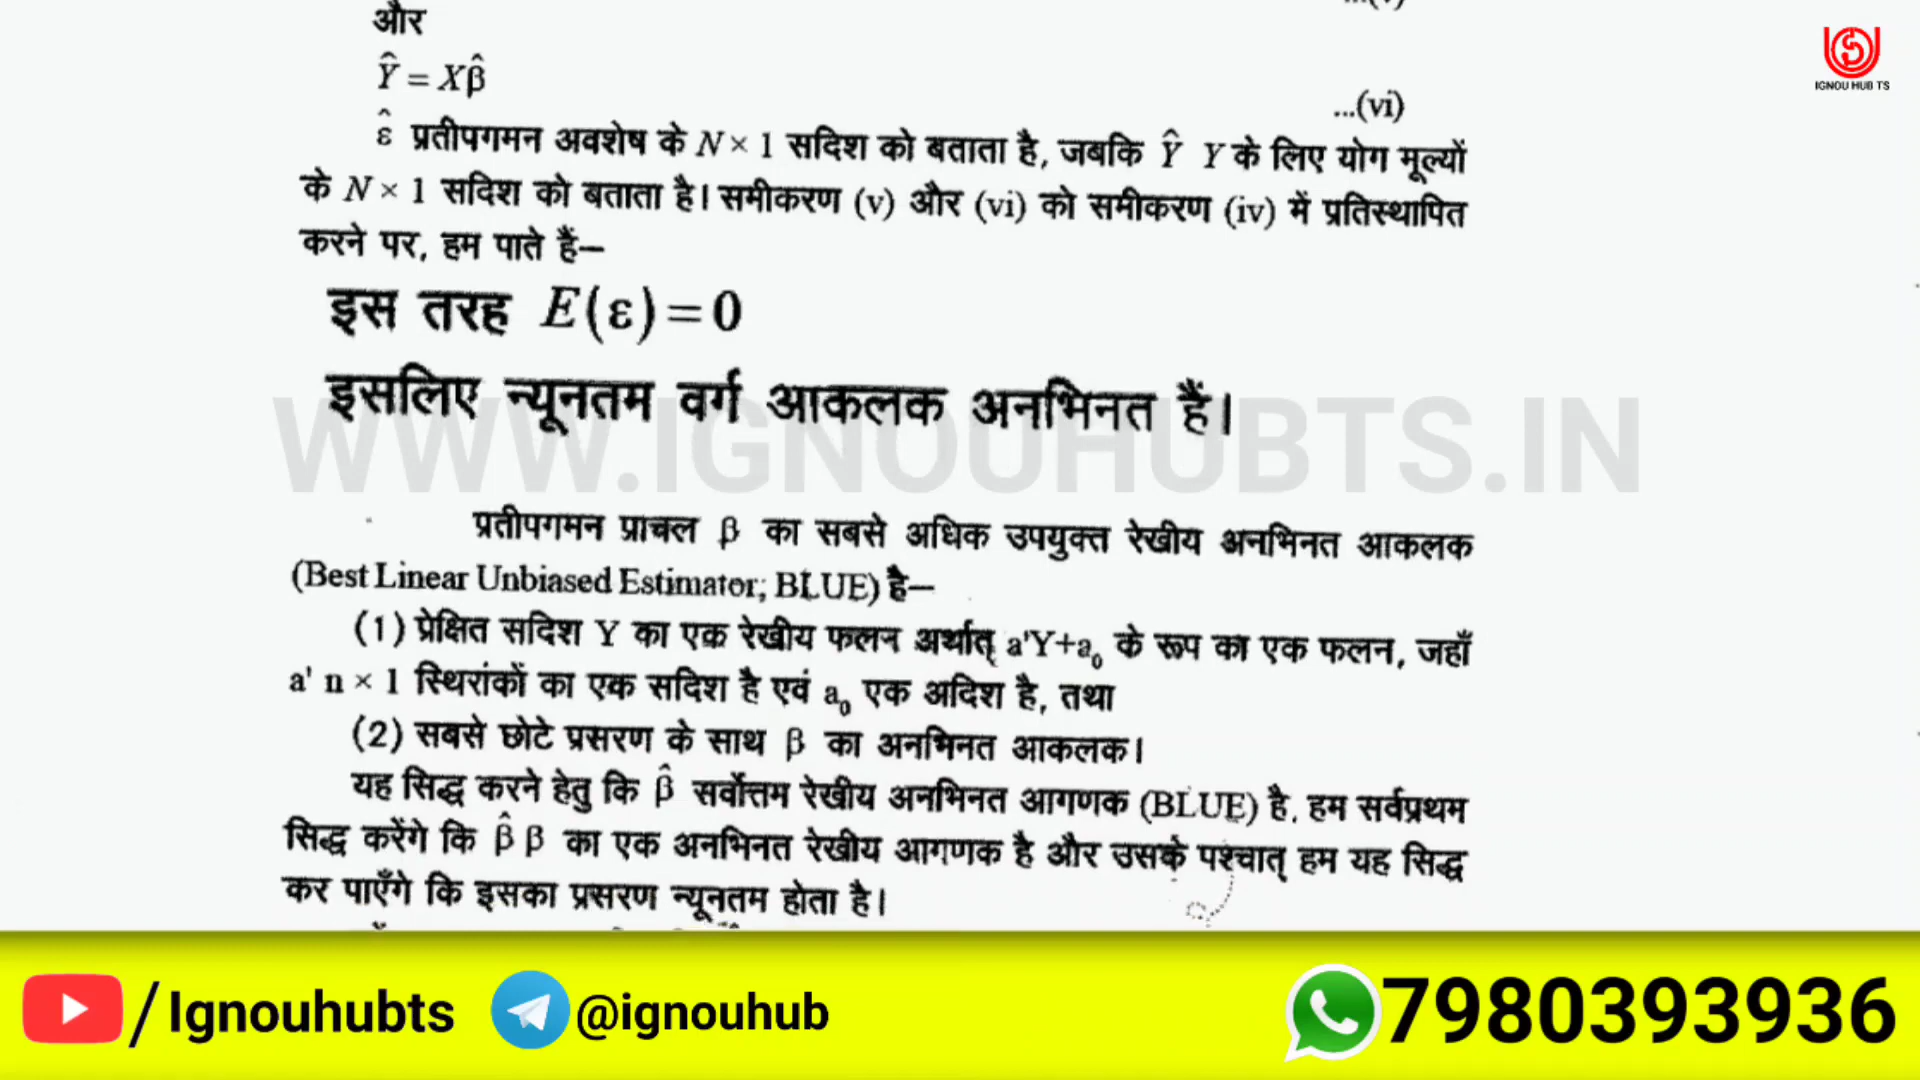 और
Ŷ = Xβ̂
...(vi)
ε̂ प्रतीपगमन अवशेष के N × 1 सदिश को बताता है, जबकि Ŷ Y के लिए योग मूल्यों
के N × 1 सदिश को बताता है। समीकरण (v) और (vi) को समीकरण (iv) में प्रतिस्थापित
करने पर, हम पाते हैं–
इस तरह E(ε) = 0
इसलिए न्यूनतम वर्ग आकलक अनभिनत हैं।
WWW.IGNOUHUBTS.IN
प्रतीपगमन प्राचल β का सबसे अधिक उपयुक्त रेखीय अनभिनत आकलक
(Best Linear Unbiased Estimator; BLUE) है–
(1) प्रेक्षित सदिश Y का एक रेखीय फलन अर्थात् a'Y+a₀ के रूप का एक फलन, जहाँ
a' n × 1 स्थिरांकों का एक सदिश है एवं a₀ एक अदिश है, तथा
(2) सबसे छोटे प्रसरण के साथ β का अनभिनत आकलक।
यह सिद्ध करने हेतु कि β̂ सर्वोत्तम रेखीय अनभिनत आगणक (BLUE) है, हम सर्वप्रथम
सिद्ध करेंगे कि β̂ β का एक अनभिनत रेखीय आगणक है और उसके पश्चात् हम यह सिद्ध
कर पाएँगे कि इसका प्रसरण न्यूनतम होता है।
IGNOU HUB TS
/Ignouhubts @ignouhub 7980393936